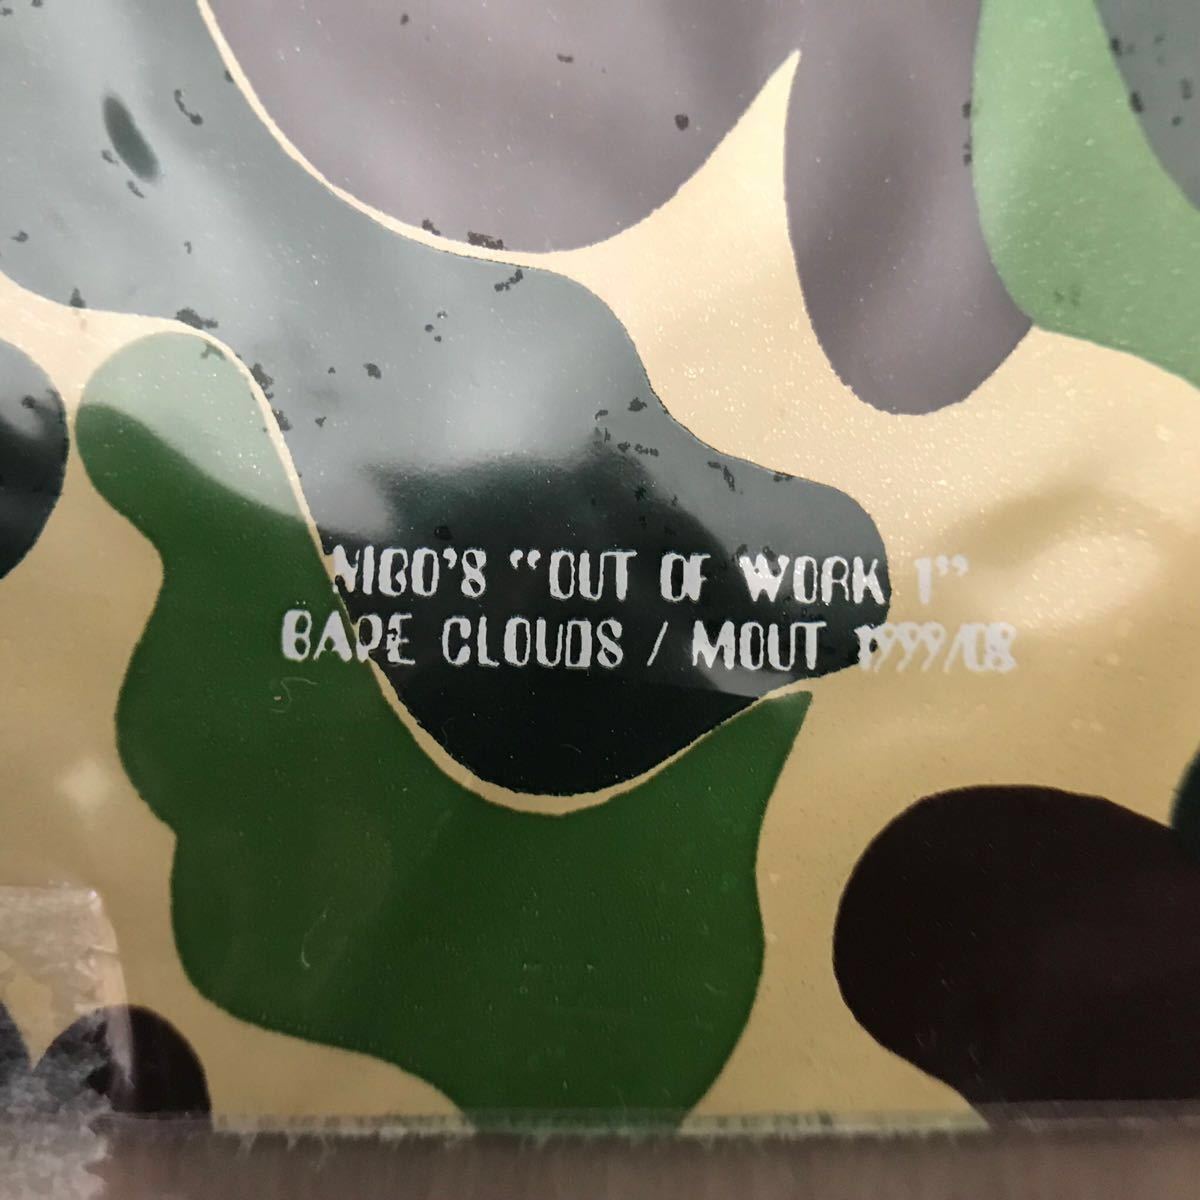 NIGO'S "OUT OF WORK 1"
BAPE CLOUDS / MOUT 1999/08